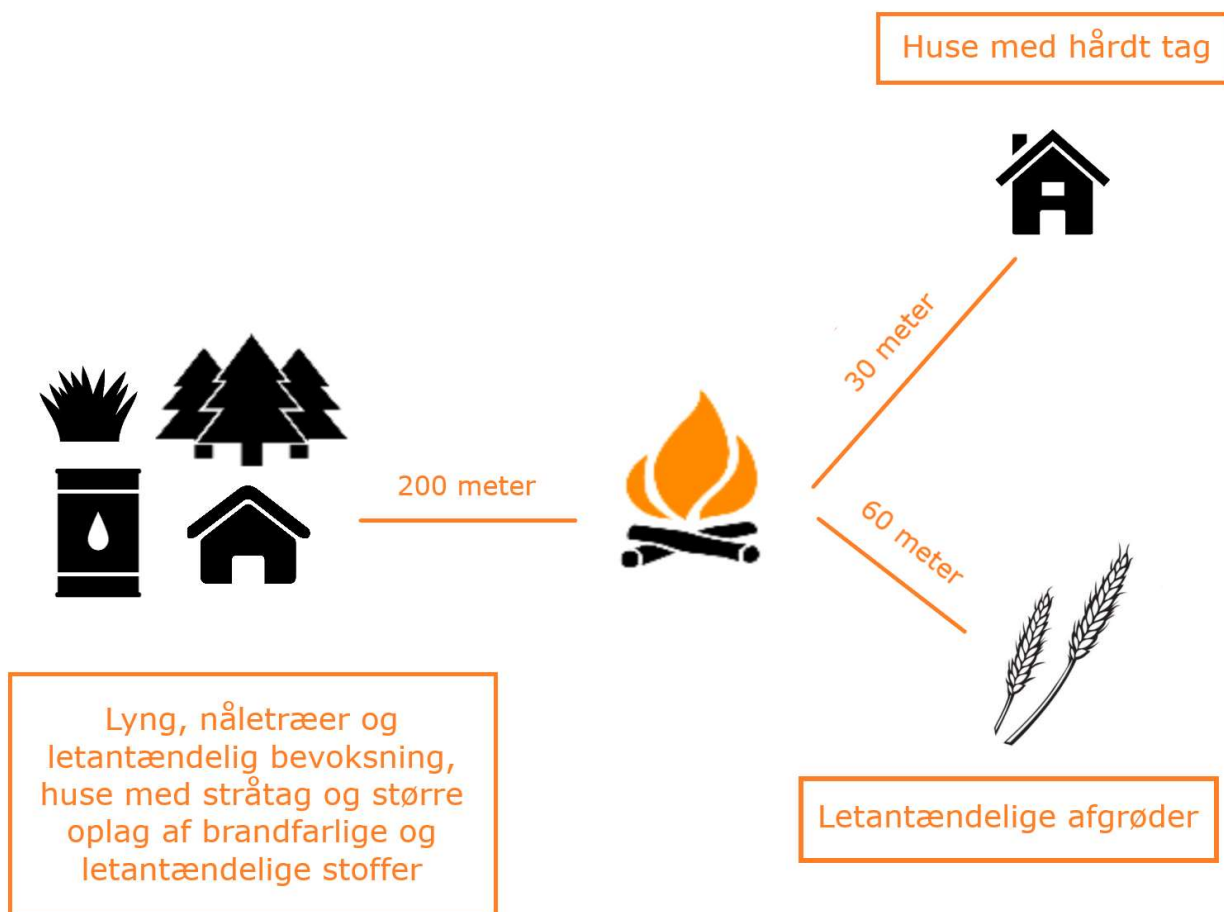 Huse med hårdt tag
30 meter
200 meter
60 meter
Lyng, nåletræer og
letantændelig bevoksning,
huse med stråtag og større
oplag af brandfarlige og
letantændelige stoffer
Letantændelige afgrøder